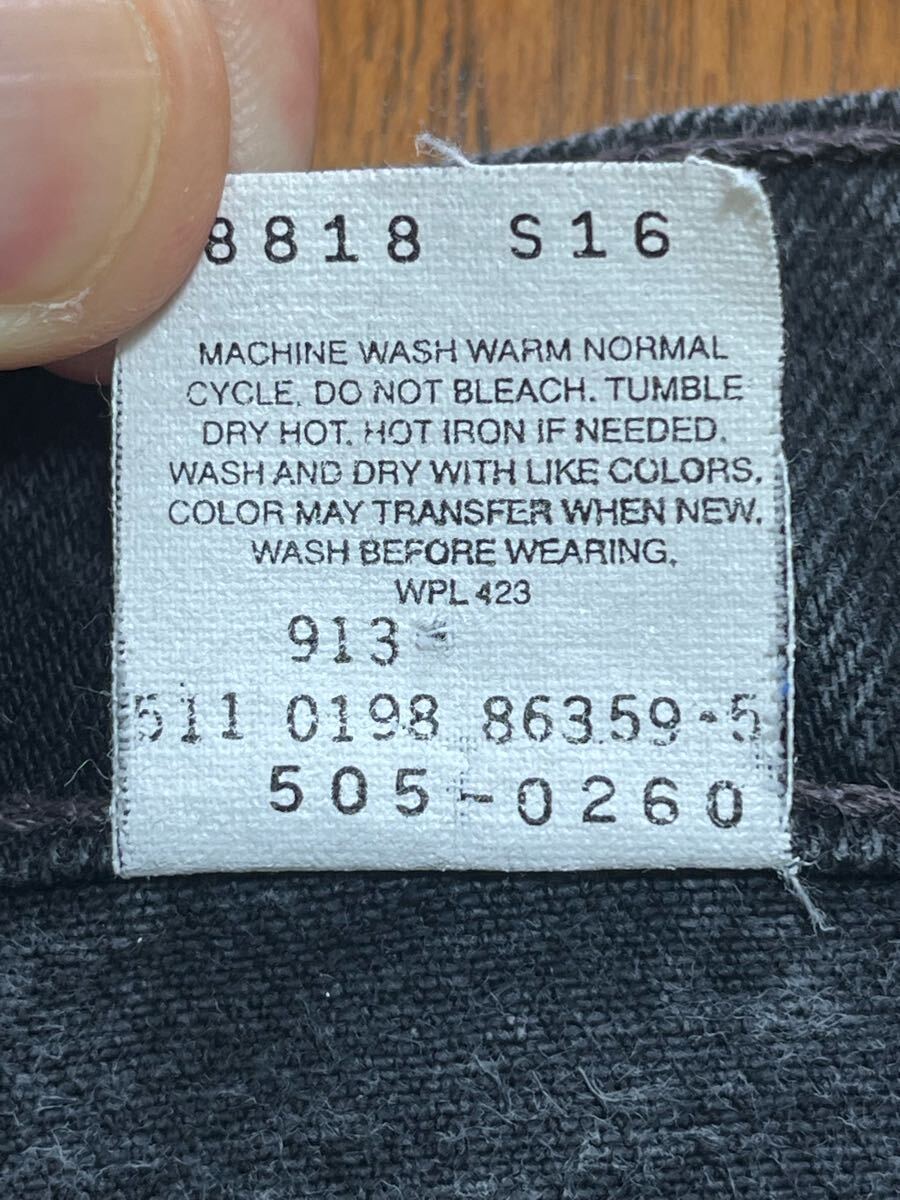 8818 S16
MACHINE WASH WARM NORMAL
CYCLE. DO NOT BLEACH. TUMBLE
DRY HOT. HOT IRON IF NEEDED.
WASH AND DRY WITH LIKE COLORS.
COLOR MAY TRANSFER WHEN NEW.
WASH BEFORE WEARING.
WPL 423
913
511 0198 86359-5
505-0260